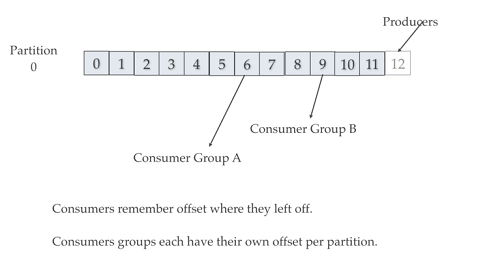 Producers
Partition
0
0 1 2 3 4 5 6 7 8 9 10 11 12
Consumer Group B
Consumer Group A
Consumers remember offset where they left off.
Consumers groups each have their own offset per partition.